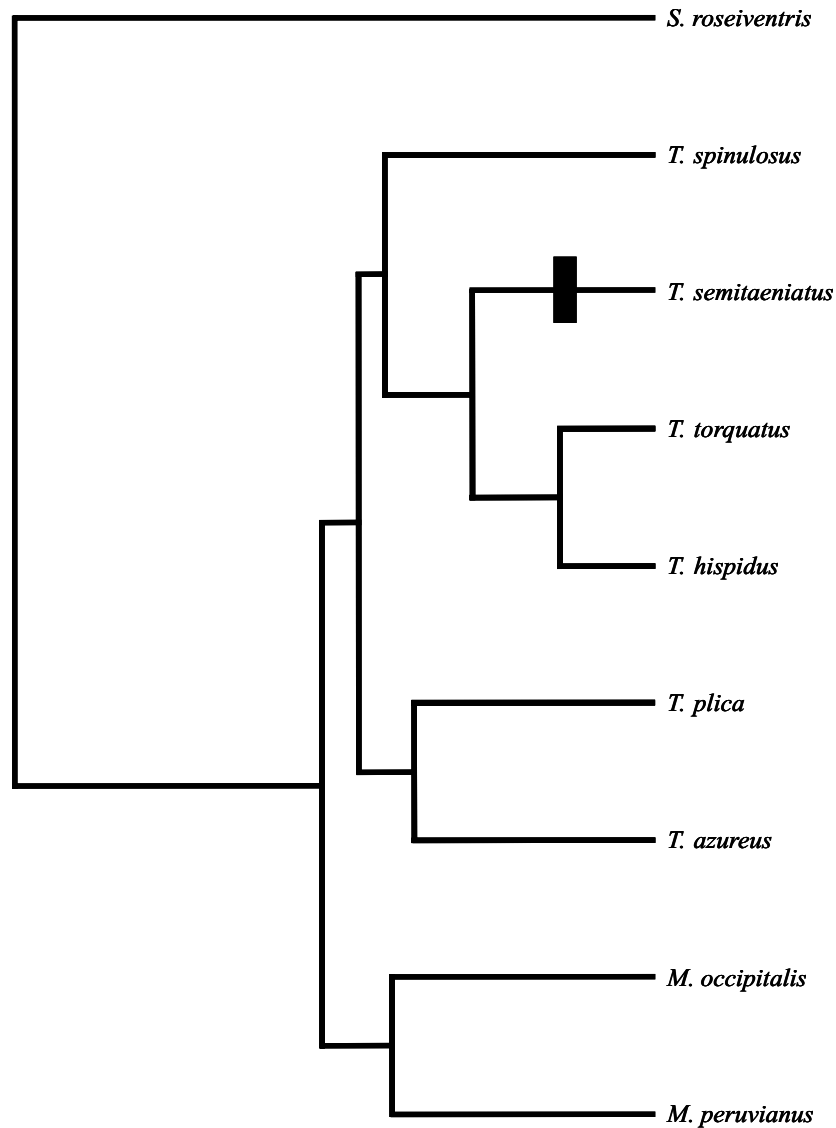 S. roseiventris
T. spinulosus
T. semitaeniatus
T. torquatus
T. hispidus
T. plica
T. azureus
M. occipitalis
M. peruvianus